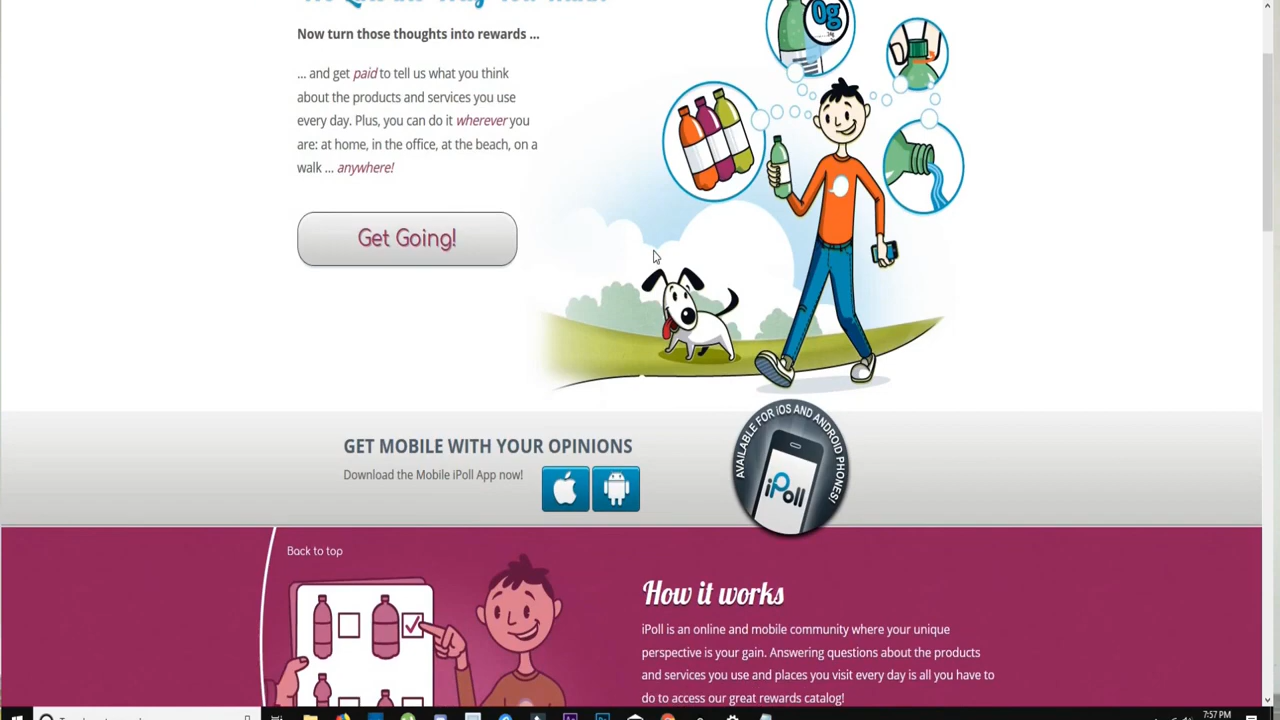 Now turn those thoughts into rewards ...
... and get paid to tell us what you think
about the products and services you use
every day. Plus, you can do it wherever you
are: at home, in the office, at the beach, on a
walk ... anywhere!
0g
Get Going!
GET MOBILE WITH YOUR OPINIONS
Download the Mobile iPoll App now!
AVAILABLE FOR IOS AND ANDROID PHONES!
iPoll
Back to top
How it works
iPoll is an online and mobile community where your unique
perspective is your gain. Answering questions about the products
and services you use and places you visit every day is all you have to
do to access our great rewards catalog!
7:57 PM